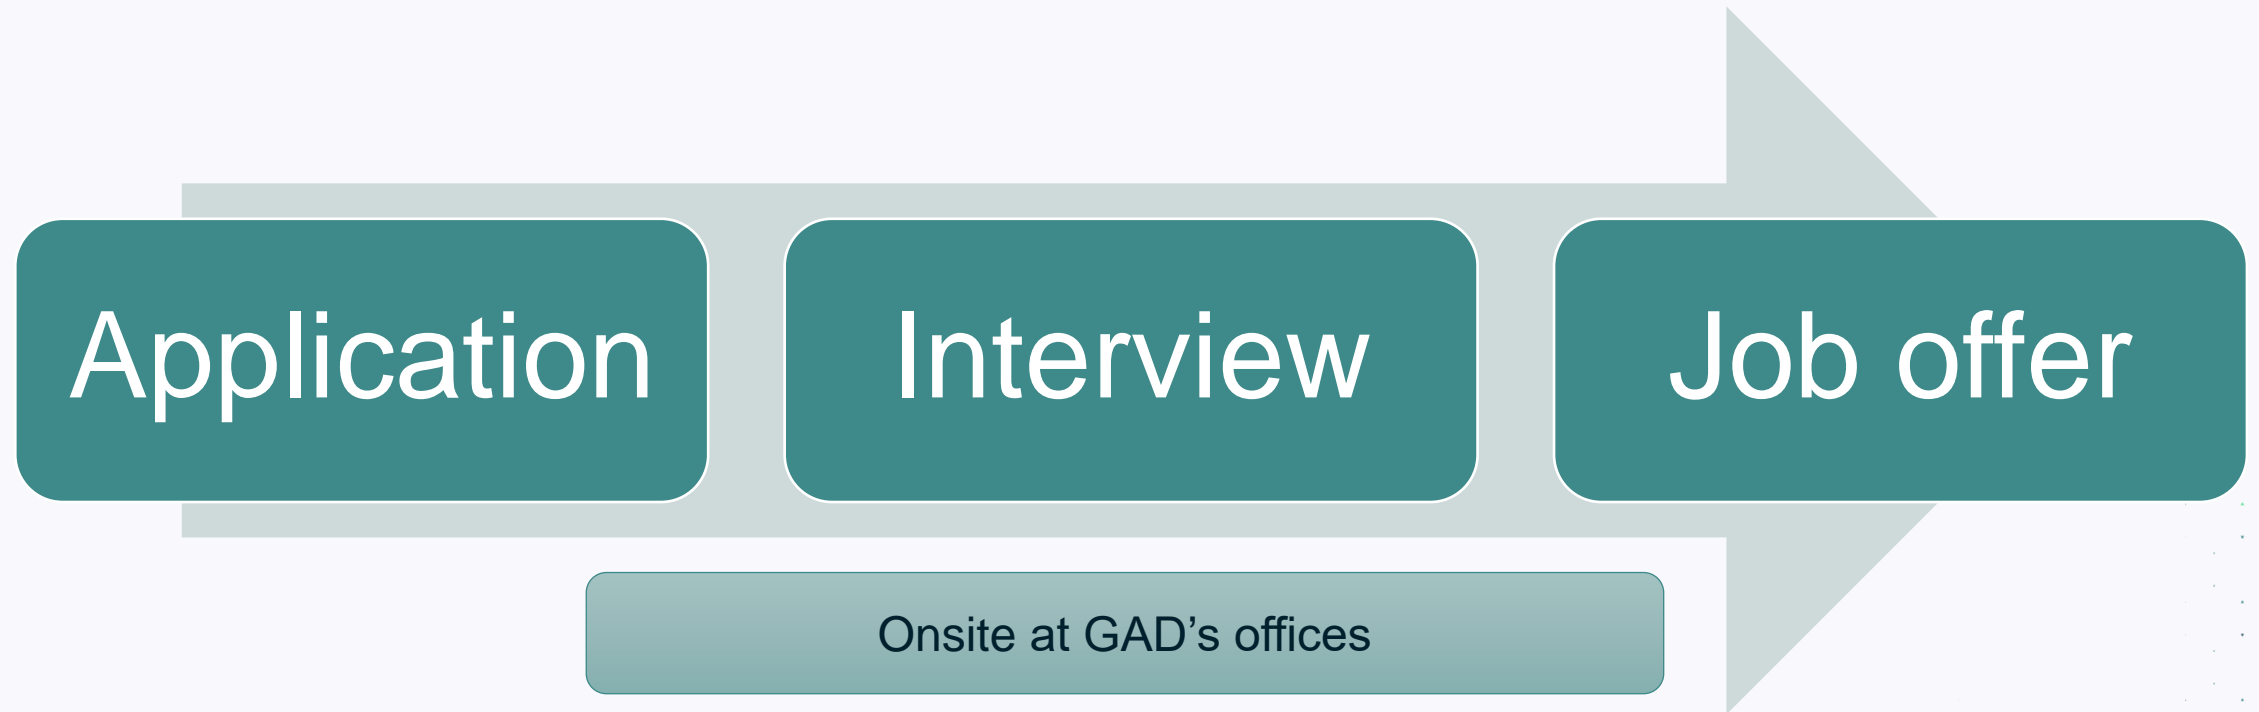 Application
Interview
Job offer
Onsite at GAD’s offices